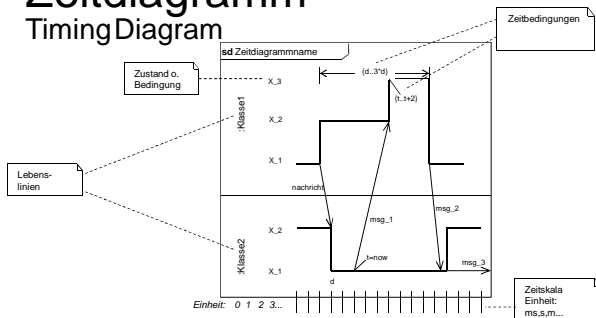 Zeitdiagramm
Timing Diagram
Zeitbedingungen
sd Zeitdiagrammname
Zustand o.
Bedingung
(d..3*d)
X_3
(t..t+2)
:Klasse1
X_2
X_1
Lebens-
linien
nachricht
msg_1
msg_2
:Klasse2
X_2
t=now
X_1
msg_3
d
Einheit: 0 1 2 3...
Zeitskala
Einheit:
ms,s,m...